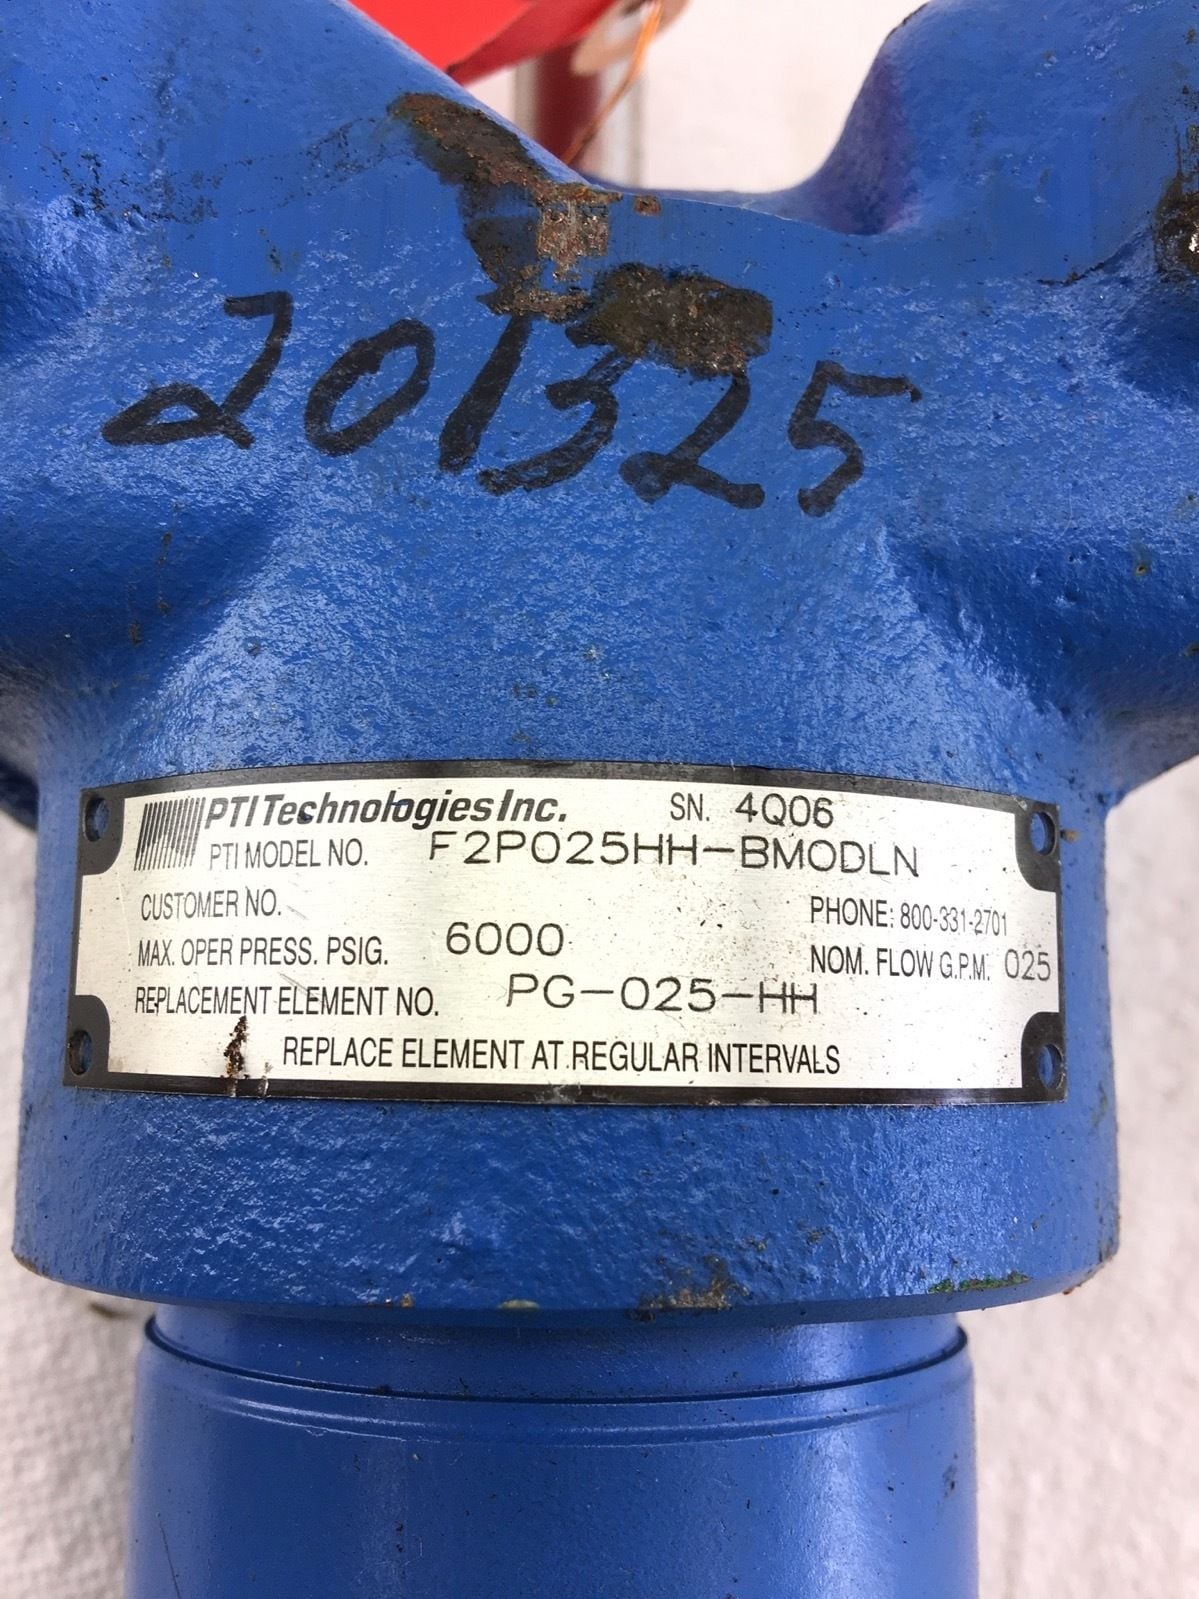 201325
PTI Technologies Inc. SN. 4Q06
PTI MODEL NO. F2P025HH-BMODLN
CUSTOMER NO.
PHONE: 800-331-2701
MAX. OPER PRESS. PSIG. 6000
NOM. FLOW G.P.M. 025
REPLACEMENT ELEMENT NO. PG-025-HH
REPLACE ELEMENT AT REGULAR INTERVALS